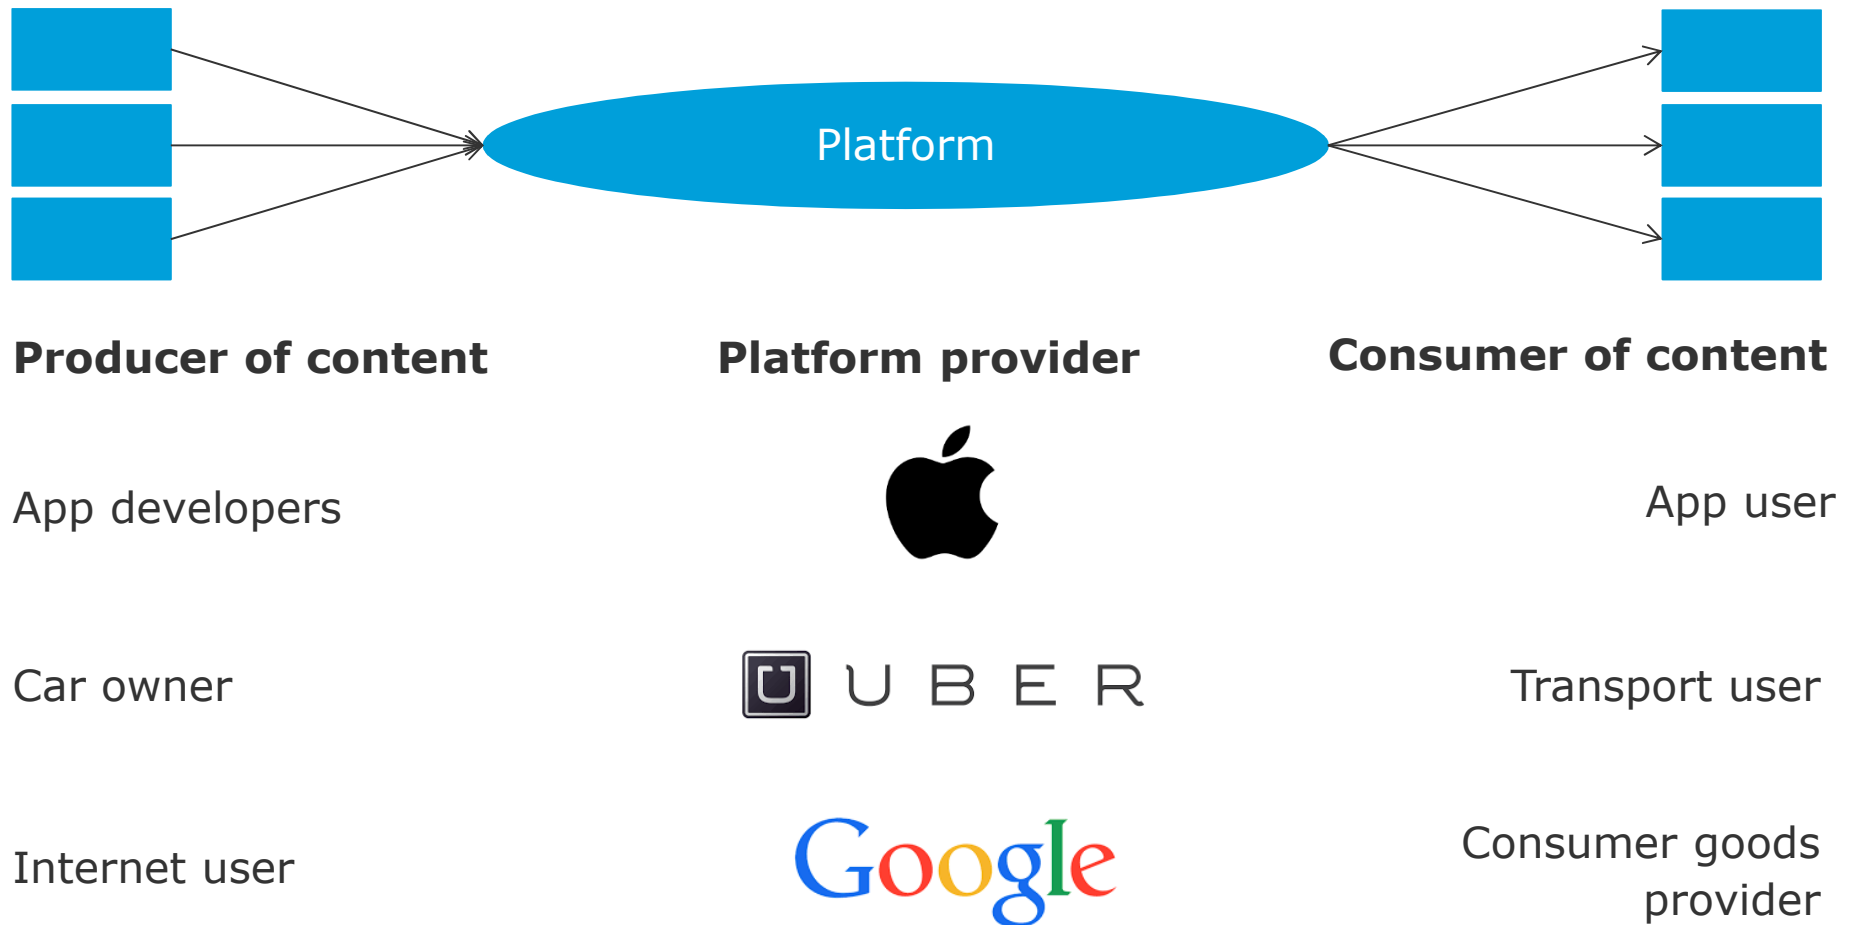 Platform
Producer of content
Platform provider
Consumer of content
App developers
App user
Car owner
U UBER
Transport user
Internet user
Google
Consumer goods
provider